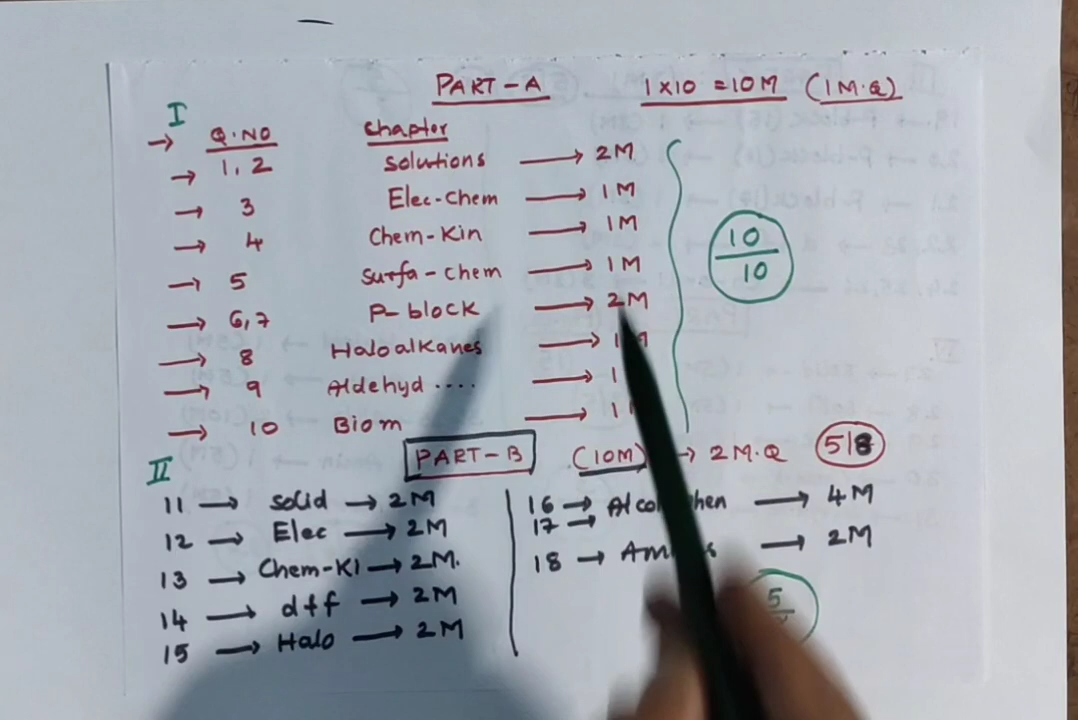 PART-A 1x10 =10M (1M.Q)
I
→ Q.NO Chapter
→ 1,2 Solutions → 2M
→ 3 Elec-Chem → 1M
→ 4 Chem-Kin → 1M
→ 5 Surfa-chem → 1M
→ 6,7 P-block → 2M
→ 8 Haloalkanes →
→ 9 Aldehyd .... → 1
→ 10 Biom → 1
10
10
II PART-B (10M) → 2M.Q 5|8
11 → solid → 2M
12 → Elec → 2M
13 → Chem-KI → 2M.
14 → d+f → 2M
15 → Halo → 2M
16 → → 4M
17 →
18 → → 2M
5